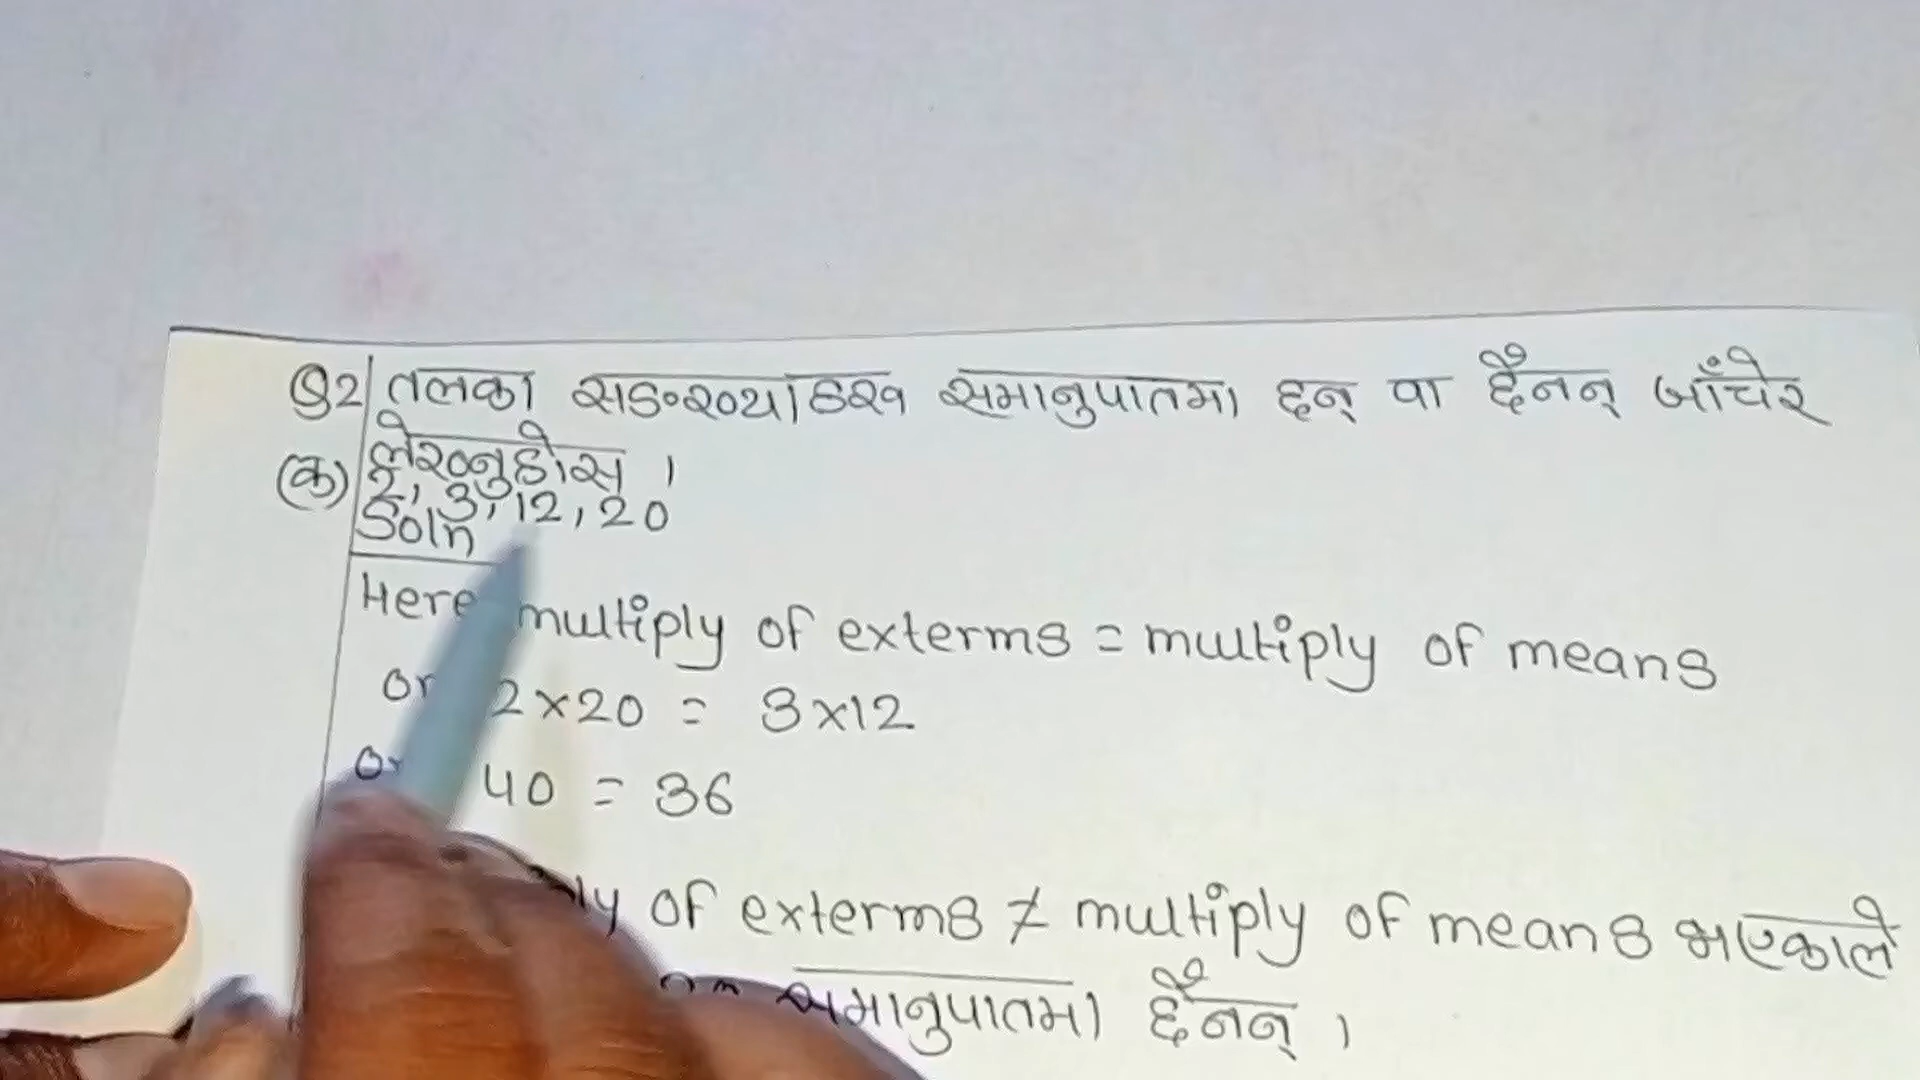 Q2 तलका सङ्ख्याहरु समानुपातमा छन् वा छैनन् जाँचेर
लेख्नुहोस ।
(क) 2, 3, 12, 20
Soln
Here multiply of exterms = multiply of means
or 2×20 = 3×12
or 40 = 36
of exterms ≠ multiply of means भएकाले
समानुपातमा छैनन् ।